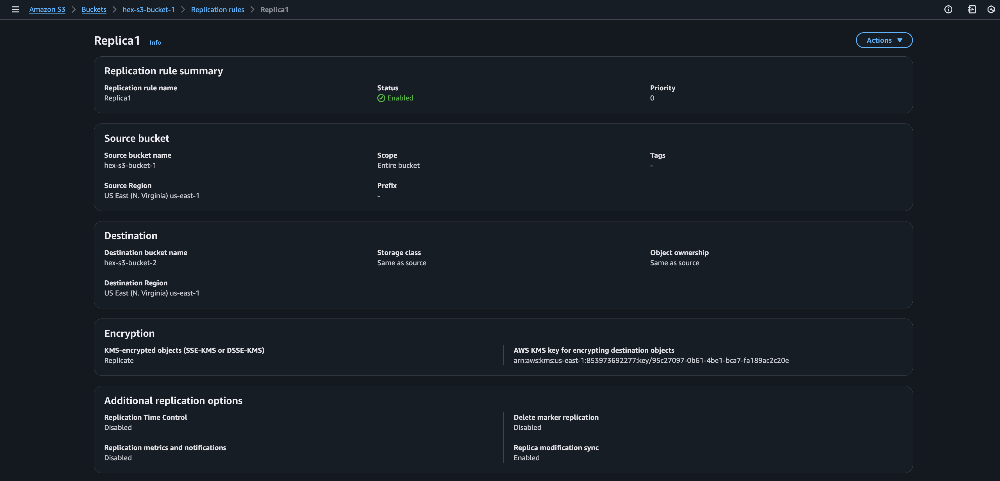 Amazon S3 > Buckets > hex-s3-bucket-1 > Replication rules > Replica1
Replica1 Info
Actions
Replication rule summary
Replication rule name
Replica1
Status
Enabled
Priority
0
Source bucket
Source bucket name
hex-s3-bucket-1
Source Region
US East (N. Virginia) us-east-1
Scope
Entire bucket
Prefix
-
Tags
-
Destination
Destination bucket name
hex-s3-bucket-2
Destination Region
US East (N. Virginia) us-east-1
Storage class
Same as source
Object ownership
Same as source
Encryption
KMS-encrypted objects (SSE-KMS or DSSE-KMS)
Replicate
AWS KMS key for encrypting destination objects
arn:aws:kms:us-east-1:853973692277:key/95c27097-0b61-4be1-bca7-fa189ac2c20e
Additional replication options
Replication Time Control
Disabled
Replication metrics and notifications
Disabled
Delete marker replication
Disabled
Replica modification sync
Enabled